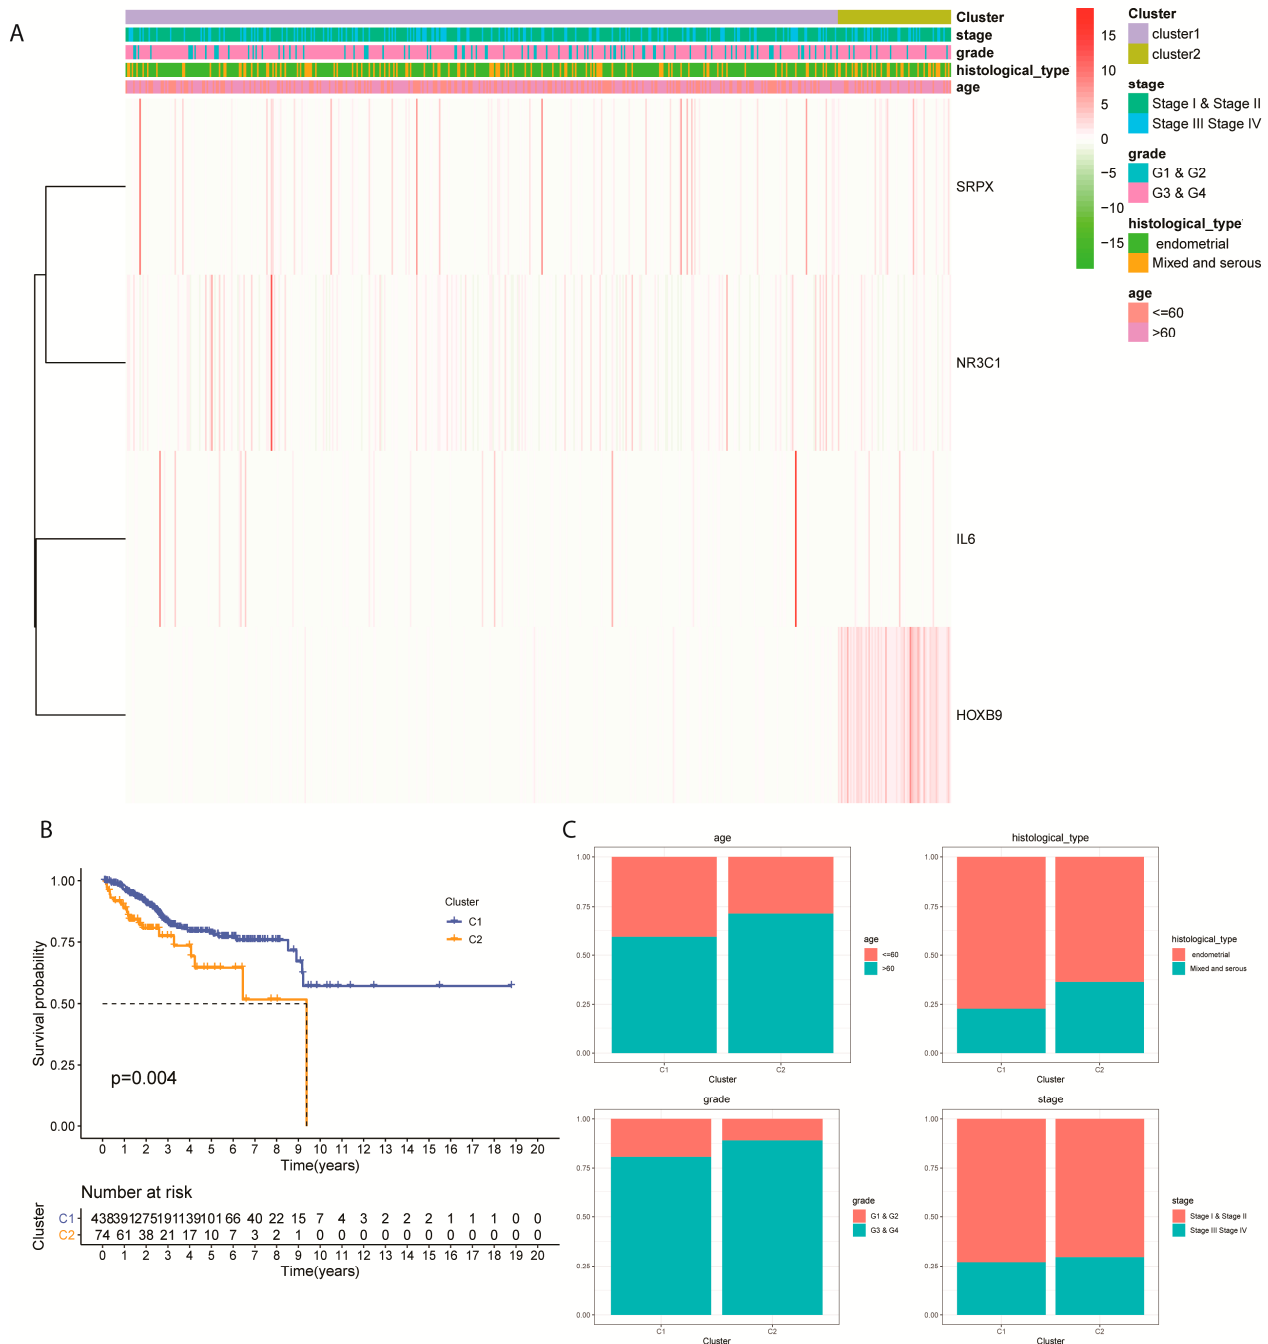 A
Cluster
stage
grade
histological_type
age
SRPX
NR3C1
IL6
HOXB9
15
10
5
0
−5
−10
−15
Cluster
cluster1
cluster2
stage
Stage I & Stage II
Stage III Stage IV
grade
G1 & G2
G3 & G4
histological_type
endometrial
Mixed and serous
age
<=60
>60
B
1.00
0.75
0.50
0.25
0.00
Survival probability
Cluster
C1
C2
p=0.004
0 1 2 3 4 5 6 7 8 9 10 11 12 13 14 15 16 17 18 19 20
Time(years)
Number at risk
Cluster
C1 438 391 275 191 139 101 66 40 22 15 7 4 3 2 2 2 1 1 1 0 0
C2 74 61 38 21 17 10 7 3 2 1 0 0 0 0 0 0 0 0 0 0 0
0 1 2 3 4 5 6 7 8 9 10 11 12 13 14 15 16 17 18 19 20
Time(years)
C
age
1.00
0.75
0.50
0.25
0.00
C1 C2
Cluster
age
<=60
>60
histological_type
1.00
0.75
0.50
0.25
0.00
C1 C2
Cluster
histological_type
endometrial
Mixed and serous
grade
1.00
0.75
0.50
0.25
0.00
C1 C2
Cluster
grade
G1 & G2
G3 & G4
stage
1.00
0.75
0.50
0.25
0.00
C1 C2
Cluster
stage
Stage I & Stage II
Stage III Stage IV